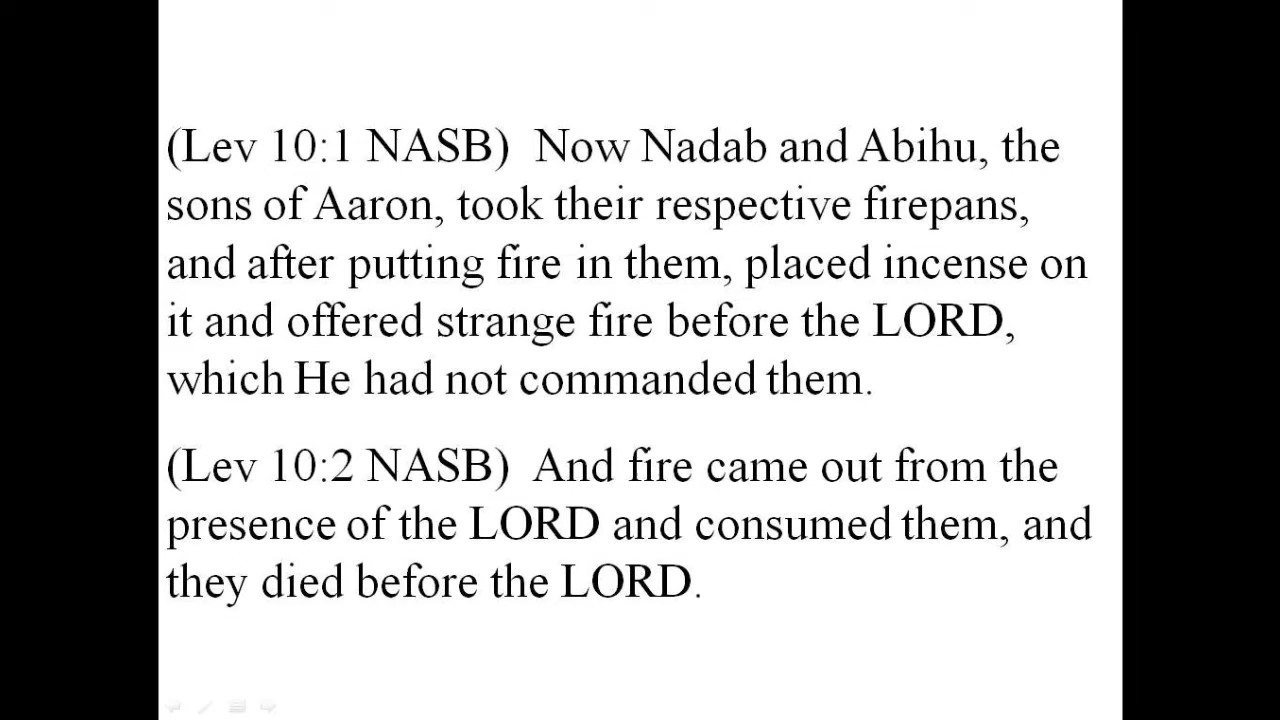 (Lev 10:1 NASB)  Now Nadab and Abihu, the
sons of Aaron, took their respective firepans,
and after putting fire in them, placed incense on
it and offered strange fire before the LORD,
which He had not commanded them.
(Lev 10:2 NASB)  And fire came out from the
presence of the LORD and consumed them, and
they died before the LORD.